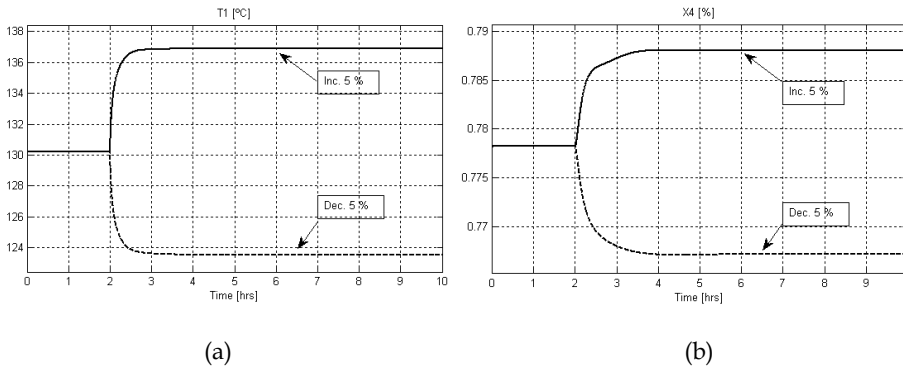 T1 [ºC]
138
136
134
132
130
128
126
124
Inc. 5 %
Dec. 5 %
0 1 2 3 4 5 6 7 8 9 10
Time [hrs]
(a)
X4 [%]
0.79
0.785
0.78
0.775
0.77
Inc. 5 %
Dec. 5 %
0 1 2 3 4 5 6 7 8 9
Time [hrs]
(b)